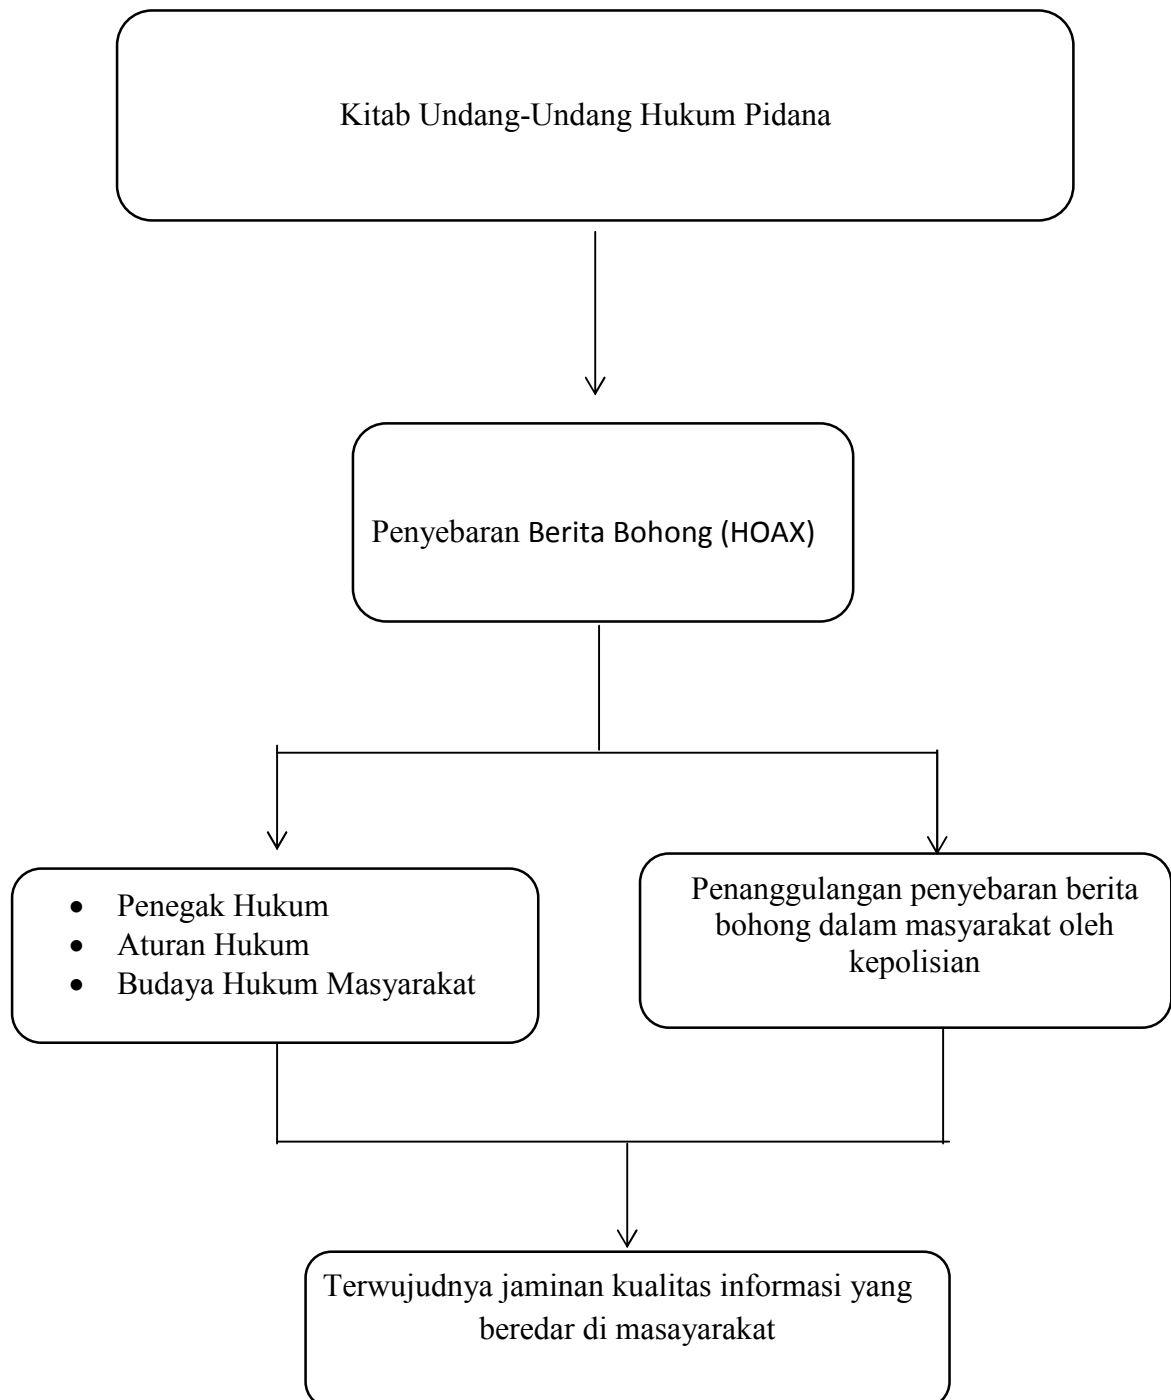 Kitab Undang-Undang Hukum Pidana
Penyebaran Berita Bohong (HOAX)
• Penegak Hukum
• Aturan Hukum
• Budaya Hukum Masyarakat
Penanggulangan penyebaran berita
bohong dalam masyarakat oleh
kepolisian
Terwujudnya jaminan kualitas informasi yang
beredar di masayarakat